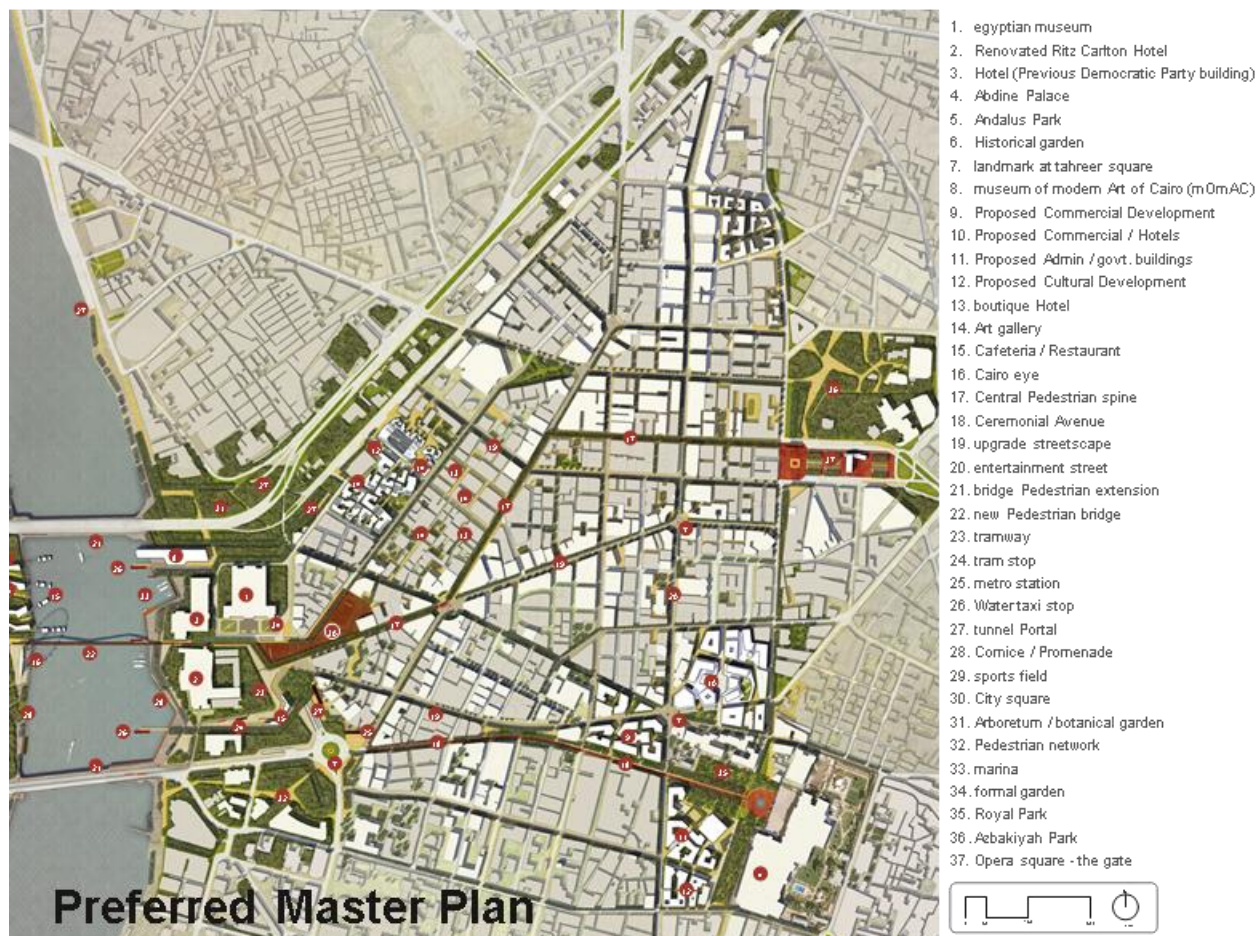 1. egyptian museum
2. Renovated Ritz Carlton Hotel
3. Hotel (Previous Democratic Party building)
4. Abdine Palace
5. Andalus Park
6. Historical garden
7. landmark at tahreer square
8. museum of modern Art of Cairo (mOmAC)
9. Proposed Commercial Development
10. Proposed Commercial / Hotels
11. Proposed Admin / govt. buildings
12. Proposed Cultural Development
13. boutique Hotel
14. Art gallery
15. Cafeteria / Restaurant
16. Cairo eye
17. Central Pedestrian spine
18. Ceremonial Avenue
19. upgrade streetscape
20. entertainment street
21. bridge Pedestrian extension
22. new Pedestrian bridge
23. tramway
24. tram stop
25. metro station
26. Water taxi stop
27. tunnel Portal
28. Cornice / Promenade
29. sports field
30. City square
31. Arboretum / botanical garden
32. Pedestrian network
33. marina
34. formal garden
35. Royal Park
36. Azbakiyah Park
37. Opera square - the gate
Preferred Master Plan